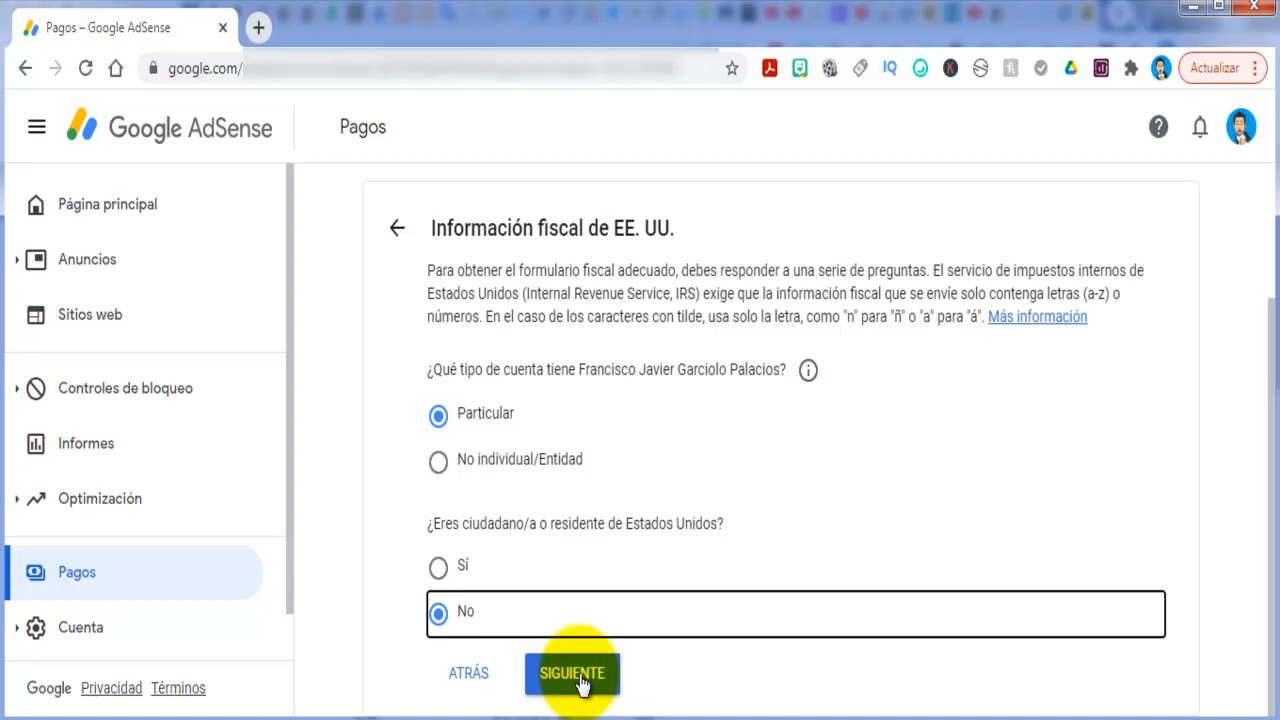 Pagos – Google AdSense
google.com/
IQ
Actualizar
Google AdSense
Pagos
Página principal
Anuncios
Sitios web
Controles de bloqueo
Informes
Optimización
Pagos
Cuenta
Google Privacidad Términos
Información fiscal de EE. UU.
Para obtener el formulario fiscal adecuado, debes responder a una serie de preguntas. El servicio de impuestos internos de
Estados Unidos (Internal Revenue Service, IRS) exige que la información fiscal que se envíe solo contenga letras (a-z) o
números. En el caso de los caracteres con tilde, usa solo la letra, como "n" para "ñ" o "a" para "á". Más información
¿Qué tipo de cuenta tiene Francisco Javier Garciolo Palacios?
Particular
No individual/Entidad
¿Eres ciudadano/a o residente de Estados Unidos?
Sí
No
ATRÁS SIGUIENTE